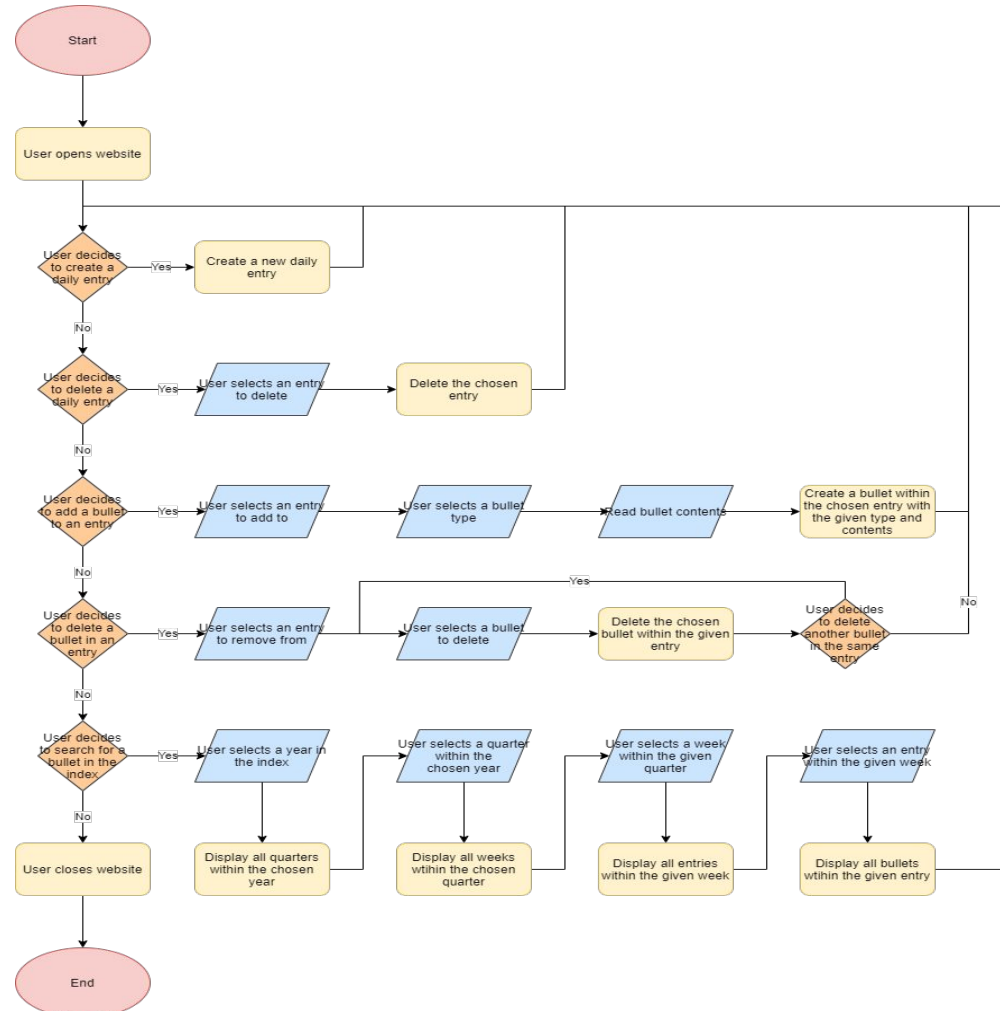 Start
User opens website
User decides
to create a
daily entry
Yes
Create a new daily
entry
No
User decides
to delete a
daily entry
Yes
User selects an entry
to delete
Delete the chosen
entry
No
User decides
to add a bullet
to an entry
Yes
User selects an entry
to add to
User selects a bullet
type
Read bullet contents
Create a bullet within
the chosen entry with
the given type and
contents
No
Yes
User decides
to delete a
bullet in an
entry
Yes
User selects an entry
to remove from
User selects a bullet
to delete
Delete the chosen
bullet within the given
entry
User decides
to delete
another bullet
in the same
entry
No
No
User decides
to search for a
bullet in the
index
Yes
User selects a year in
the index
User selects a quarter
within the
chosen year
User selects a week
within the given
quarter
User selects an entry
within the given week
No
User closes website
Display all quarters
within the chosen
year
Display all weeks
wtihin the chosen
quarter
Display all entries
within the given week
Display all bullets
wtihin the given entry
End